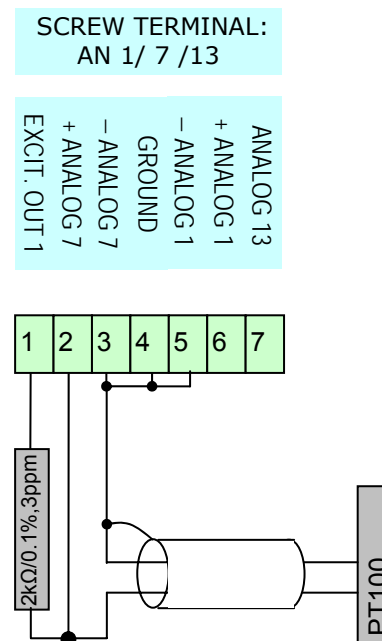 SCREW TERMINAL:
AN 1/ 7 /13
EXCIT. OUT 1
+ ANALOG 7
– ANALOG 7
GROUND
– ANALOG 1
+ ANALOG 1
ANALOG 13
1 2 3 4 5 6 7
2kΩ/0.1%,3ppm
PT100